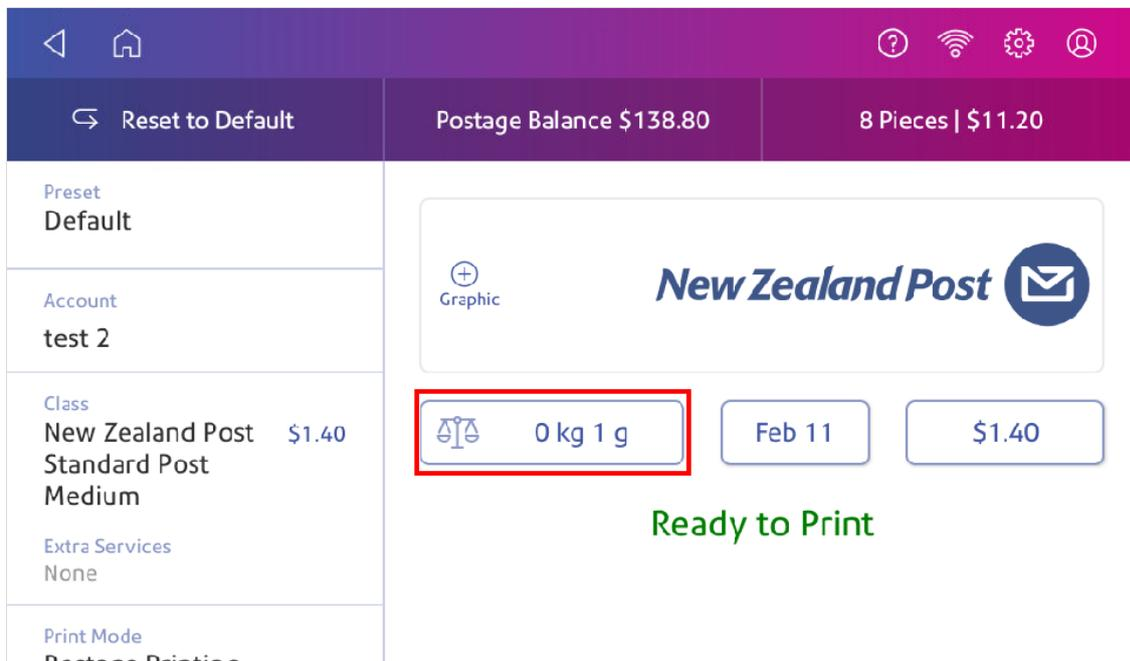 Reset to Default
Postage Balance $138.80
8 Pieces | $11.20
Preset
Default
Account
test 2
Class
New Zealand Post $1.40
Standard Post
Medium
Extra Services
None
Print Mode
Graphic
New Zealand Post
0 kg 1 g
Feb 11
$1.40
Ready to Print